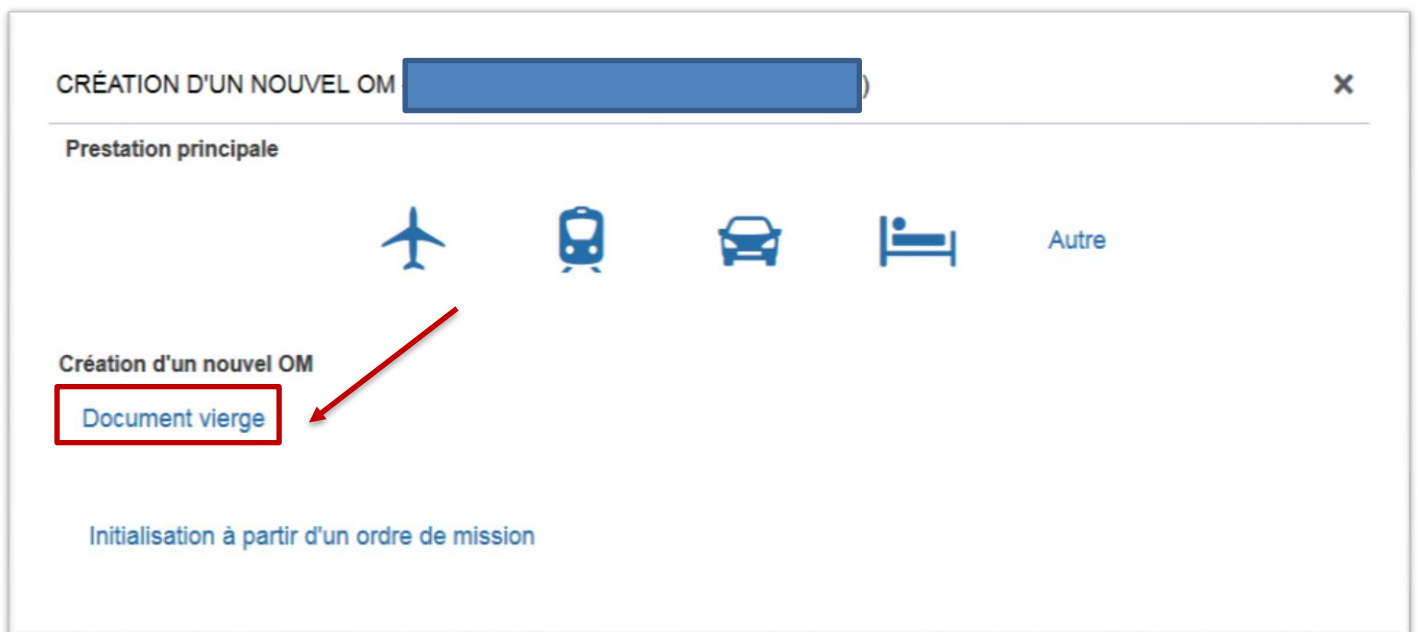 CRÉATION D'UN NOUVEL OM )
Prestation principale
Autre
Création d'un nouvel OM
Document vierge
Initialisation à partir d'un ordre de mission